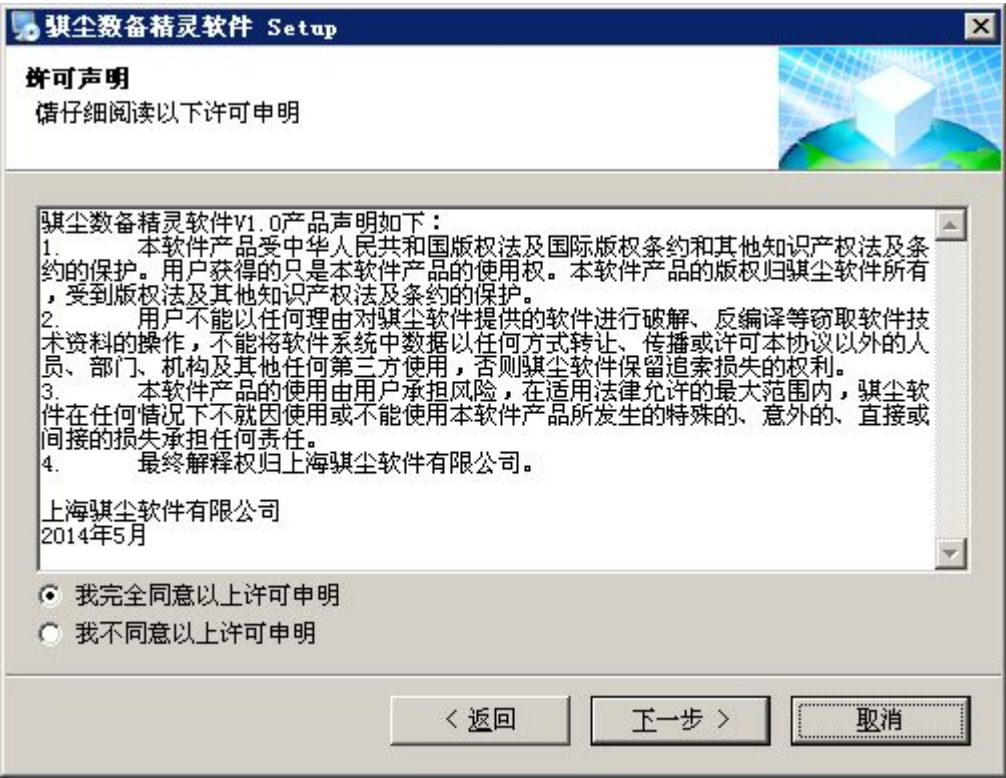 骐尘数备精灵软件 Setup
许可声明
请仔细阅读以下许可申明
骐尘数备精灵软件V1.0产品声明如下：
1. 本软件产品受中华人民共和国版权法及国际版权条约和其他知识产权法及条
约的保护。用户获得的只是本软件产品的使用权。本软件产品的版权归骐尘软件所有
，受到版权法及其他知识产权法及条约的保护。
2. 用户不能以任何理由对骐尘软件提供的软件进行破解、反编译等窃取软件技
术资料的操作，不能将软件系统中数据以任何方式转让、传播或许可本协议以外的人
员、部门、机构及其他任何第三方使用，否则骐尘软件保留追索损失的权利。
3. 本软件产品的使用由用户承担风险，在适用法律允许的最大范围内，骐尘软
件在任何情况下不就因使用或不能使用本软件产品所发生的特殊的、意外的、直接或
间接的损失承担任何责任。
4. 最终解释权归上海骐尘软件有限公司。
上海骐尘软件有限公司
2014年5月
我完全同意以上许可申明
我不同意以上许可申明
< 返回
下一步 >
取消